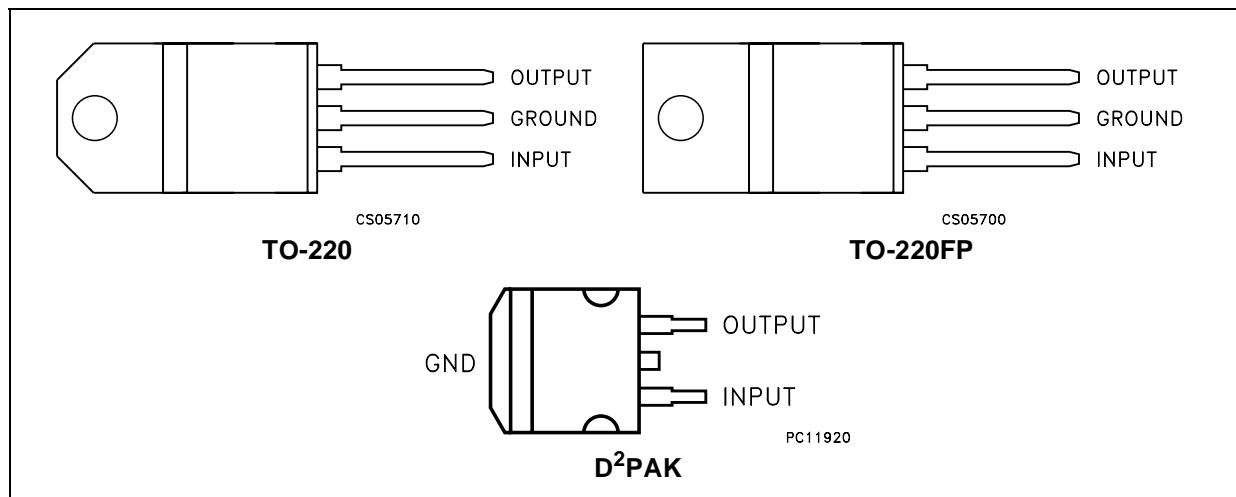 OUTPUT
GROUND
INPUT
CS05710
TO-220
OUTPUT
GROUND
INPUT
CS05700
TO-220FP
GND
OUTPUT
INPUT
PC11920
D²PAK